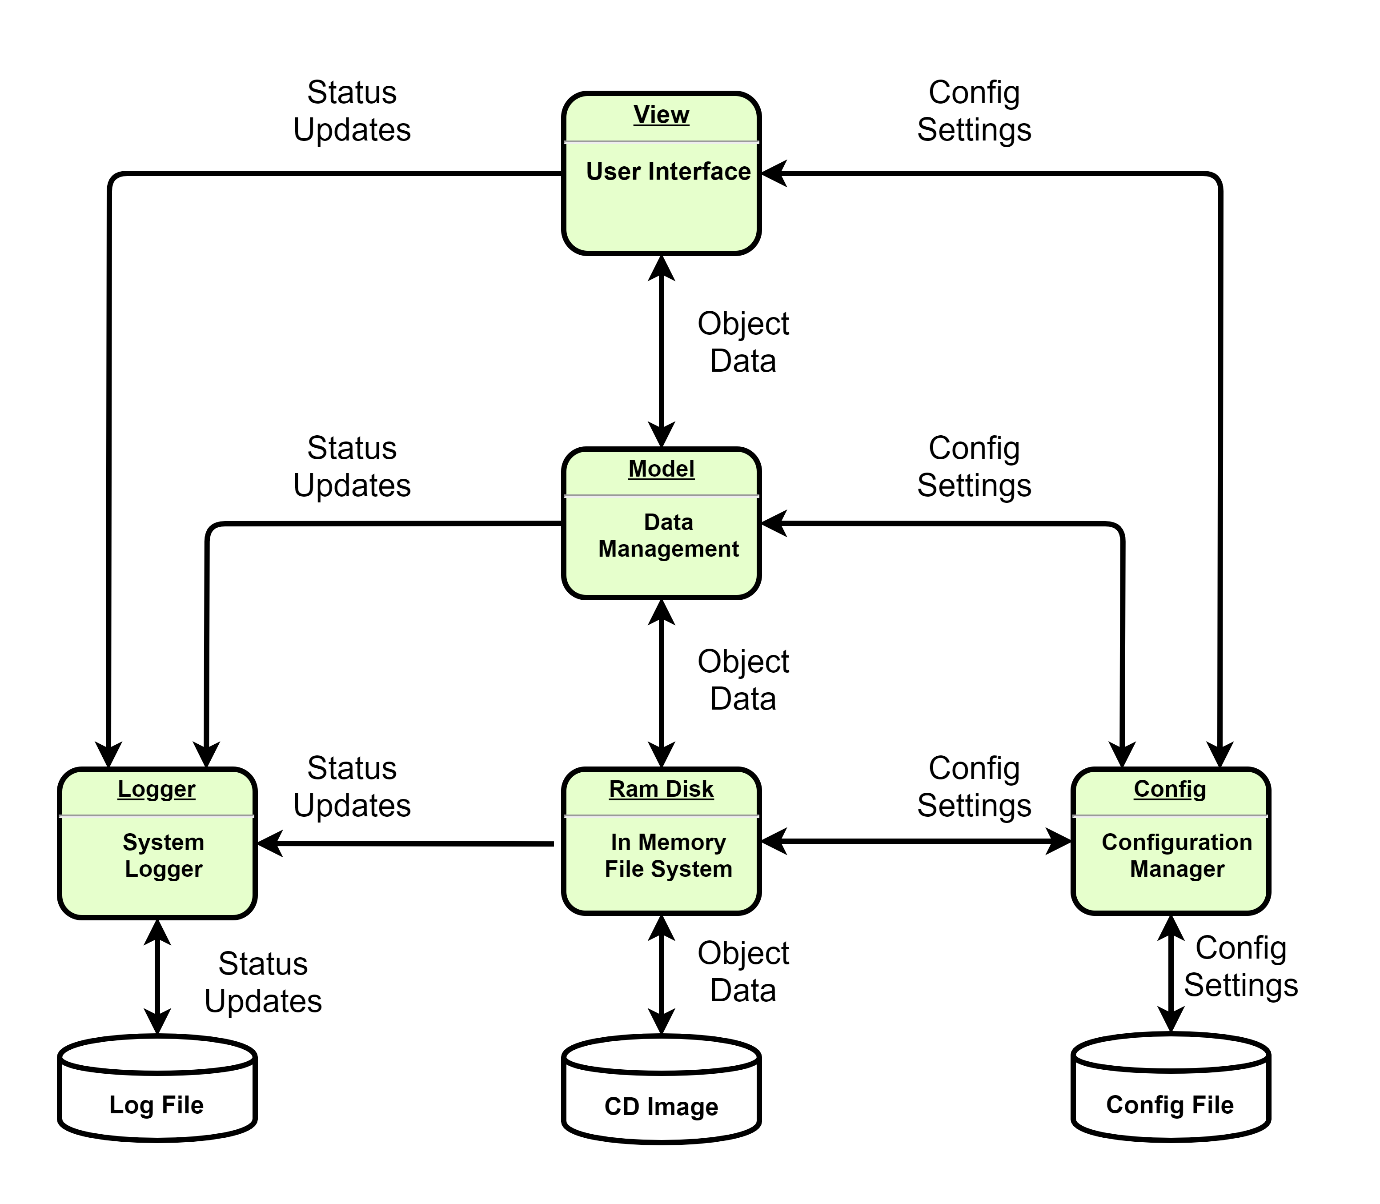 Status
Updates
View
User Interface
Config
Settings
Object
Data
Status
Updates
Model
Data
Management
Config
Settings
Object
Data
Logger
System
Logger
Status
Updates
Ram Disk
In Memory
File System
Config
Settings
Config
Configuration
Manager
Status
Updates
Object
Data
Config
Settings
Log File
CD Image
Config File